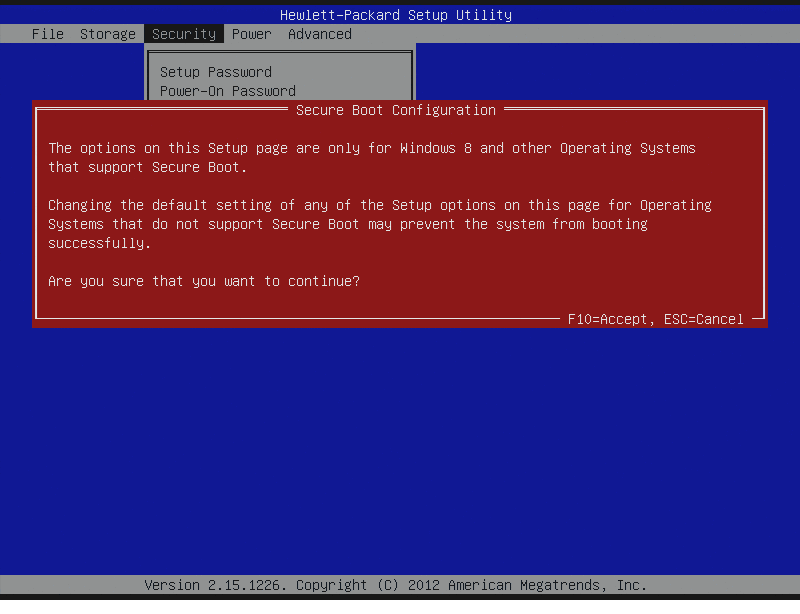 Hewlett-Packard Setup Utility
File Storage Security Power Advanced
Setup Password
Power-On Password
Secure Boot Configuration
The options on this Setup page are only for Windows 8 and other Operating Systems
that support Secure Boot.
Changing the default setting of any of the Setup options on this page for Operating
Systems that do not support Secure Boot may prevent the system from booting
successfully.
Are you sure that you want to continue?
F10=Accept, ESC=Cancel
Version 2.15.1226. Copyright (C) 2012 American Megatrends, Inc.